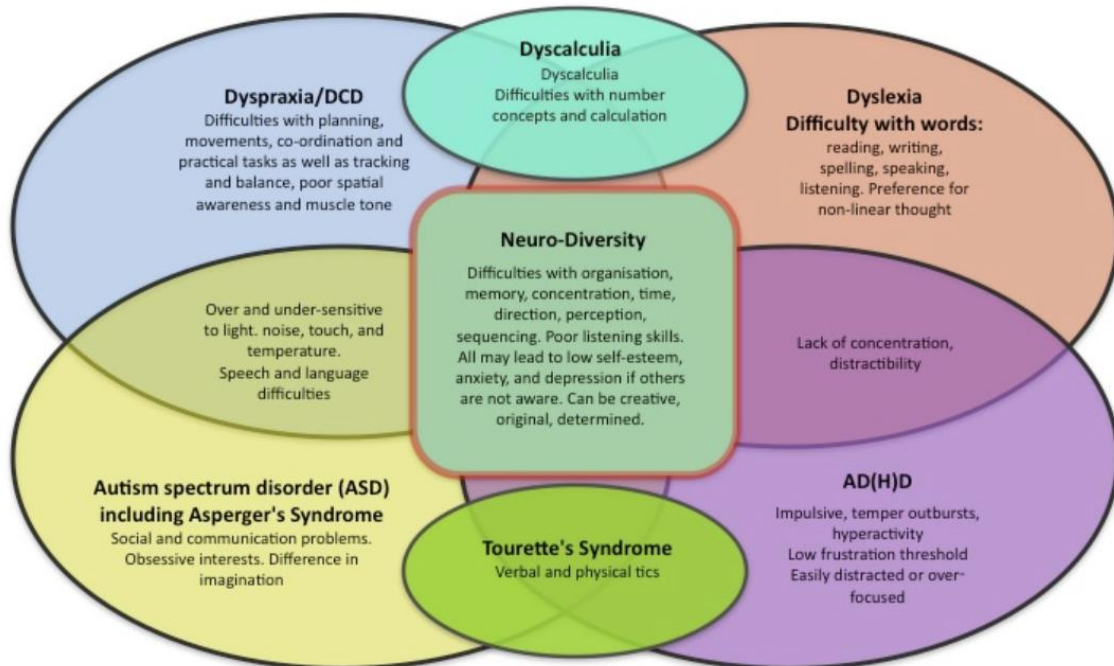 Dyscalculia
Dyscalculia
Difficulties with number
concepts and calculation
Dyspraxia/DCD
Difficulties with planning,
movements, co-ordination and
practical tasks as well as tracking
and balance, poor spatial
awareness and muscle tone
Dyslexia
Difficulty with words:
reading, writing,
spelling, speaking,
listening. Preference for
non-linear thought
Neuro-Diversity
Difficulties with organisation,
memory, concentration, time,
direction, perception,
sequencing. Poor listening skills.
All may lead to low self-esteem,
anxiety, and depression if others
are not aware. Can be creative,
original, determined.
Over and under-sensitive
to light. noise, touch, and
temperature.
Speech and language
difficulties
Lack of concentration,
distractibility
Autism spectrum disorder (ASD)
including Asperger's Syndrome
Social and communication problems.
Obsessive interests. Difference in
imagination
Tourette's Syndrome
Verbal and physical tics
AD(H)D
Impulsive, temper outbursts,
hyperactivity
Low frustration threshold
Easily distracted or over-
focused